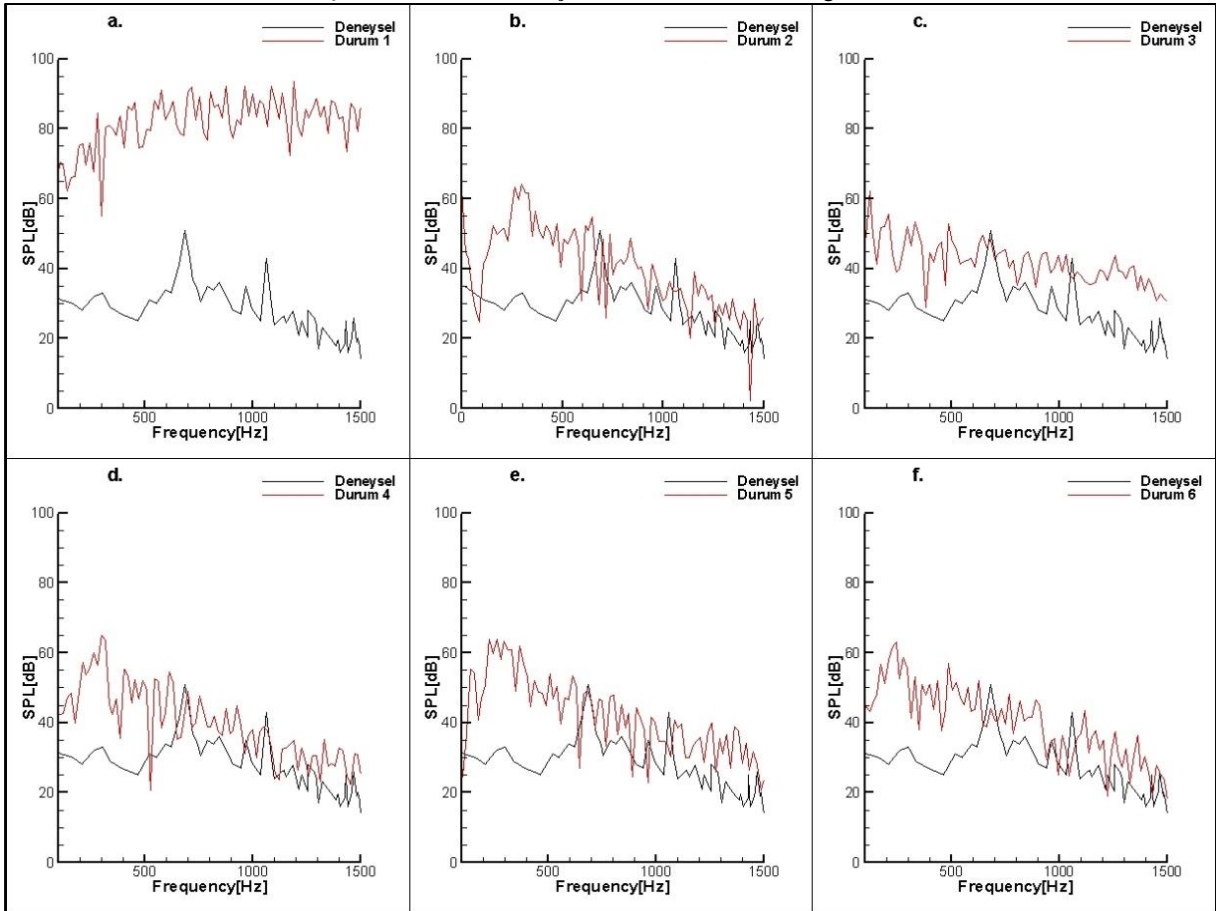 a.
Deneysel
Durum 1
100
80
60
40
20
0
SPL[dB]
500
1000
1500
Frequency[Hz]
b.
Deneysel
Durum 2
100
80
60
40
20
0
SPL[dB]
0
500
1000
1500
Frequency[Hz]
c.
Deneysel
Durum 3
100
80
60
40
20
0
SPL[dB]
500
1000
1500
Frequency[Hz]
d.
Deneysel
Durum 4
100
80
60
40
20
0
SPL[dB]
500
1000
1500
Frequency[Hz]
e.
Deneysel
Durum 5
100
80
60
40
20
0
SPL[dB]
500
1000
1500
Frequency[Hz]
f.
Deneysel
Durum 6
100
80
60
40
20
0
SPL[dB]
500
1000
1500
Frequency[Hz]